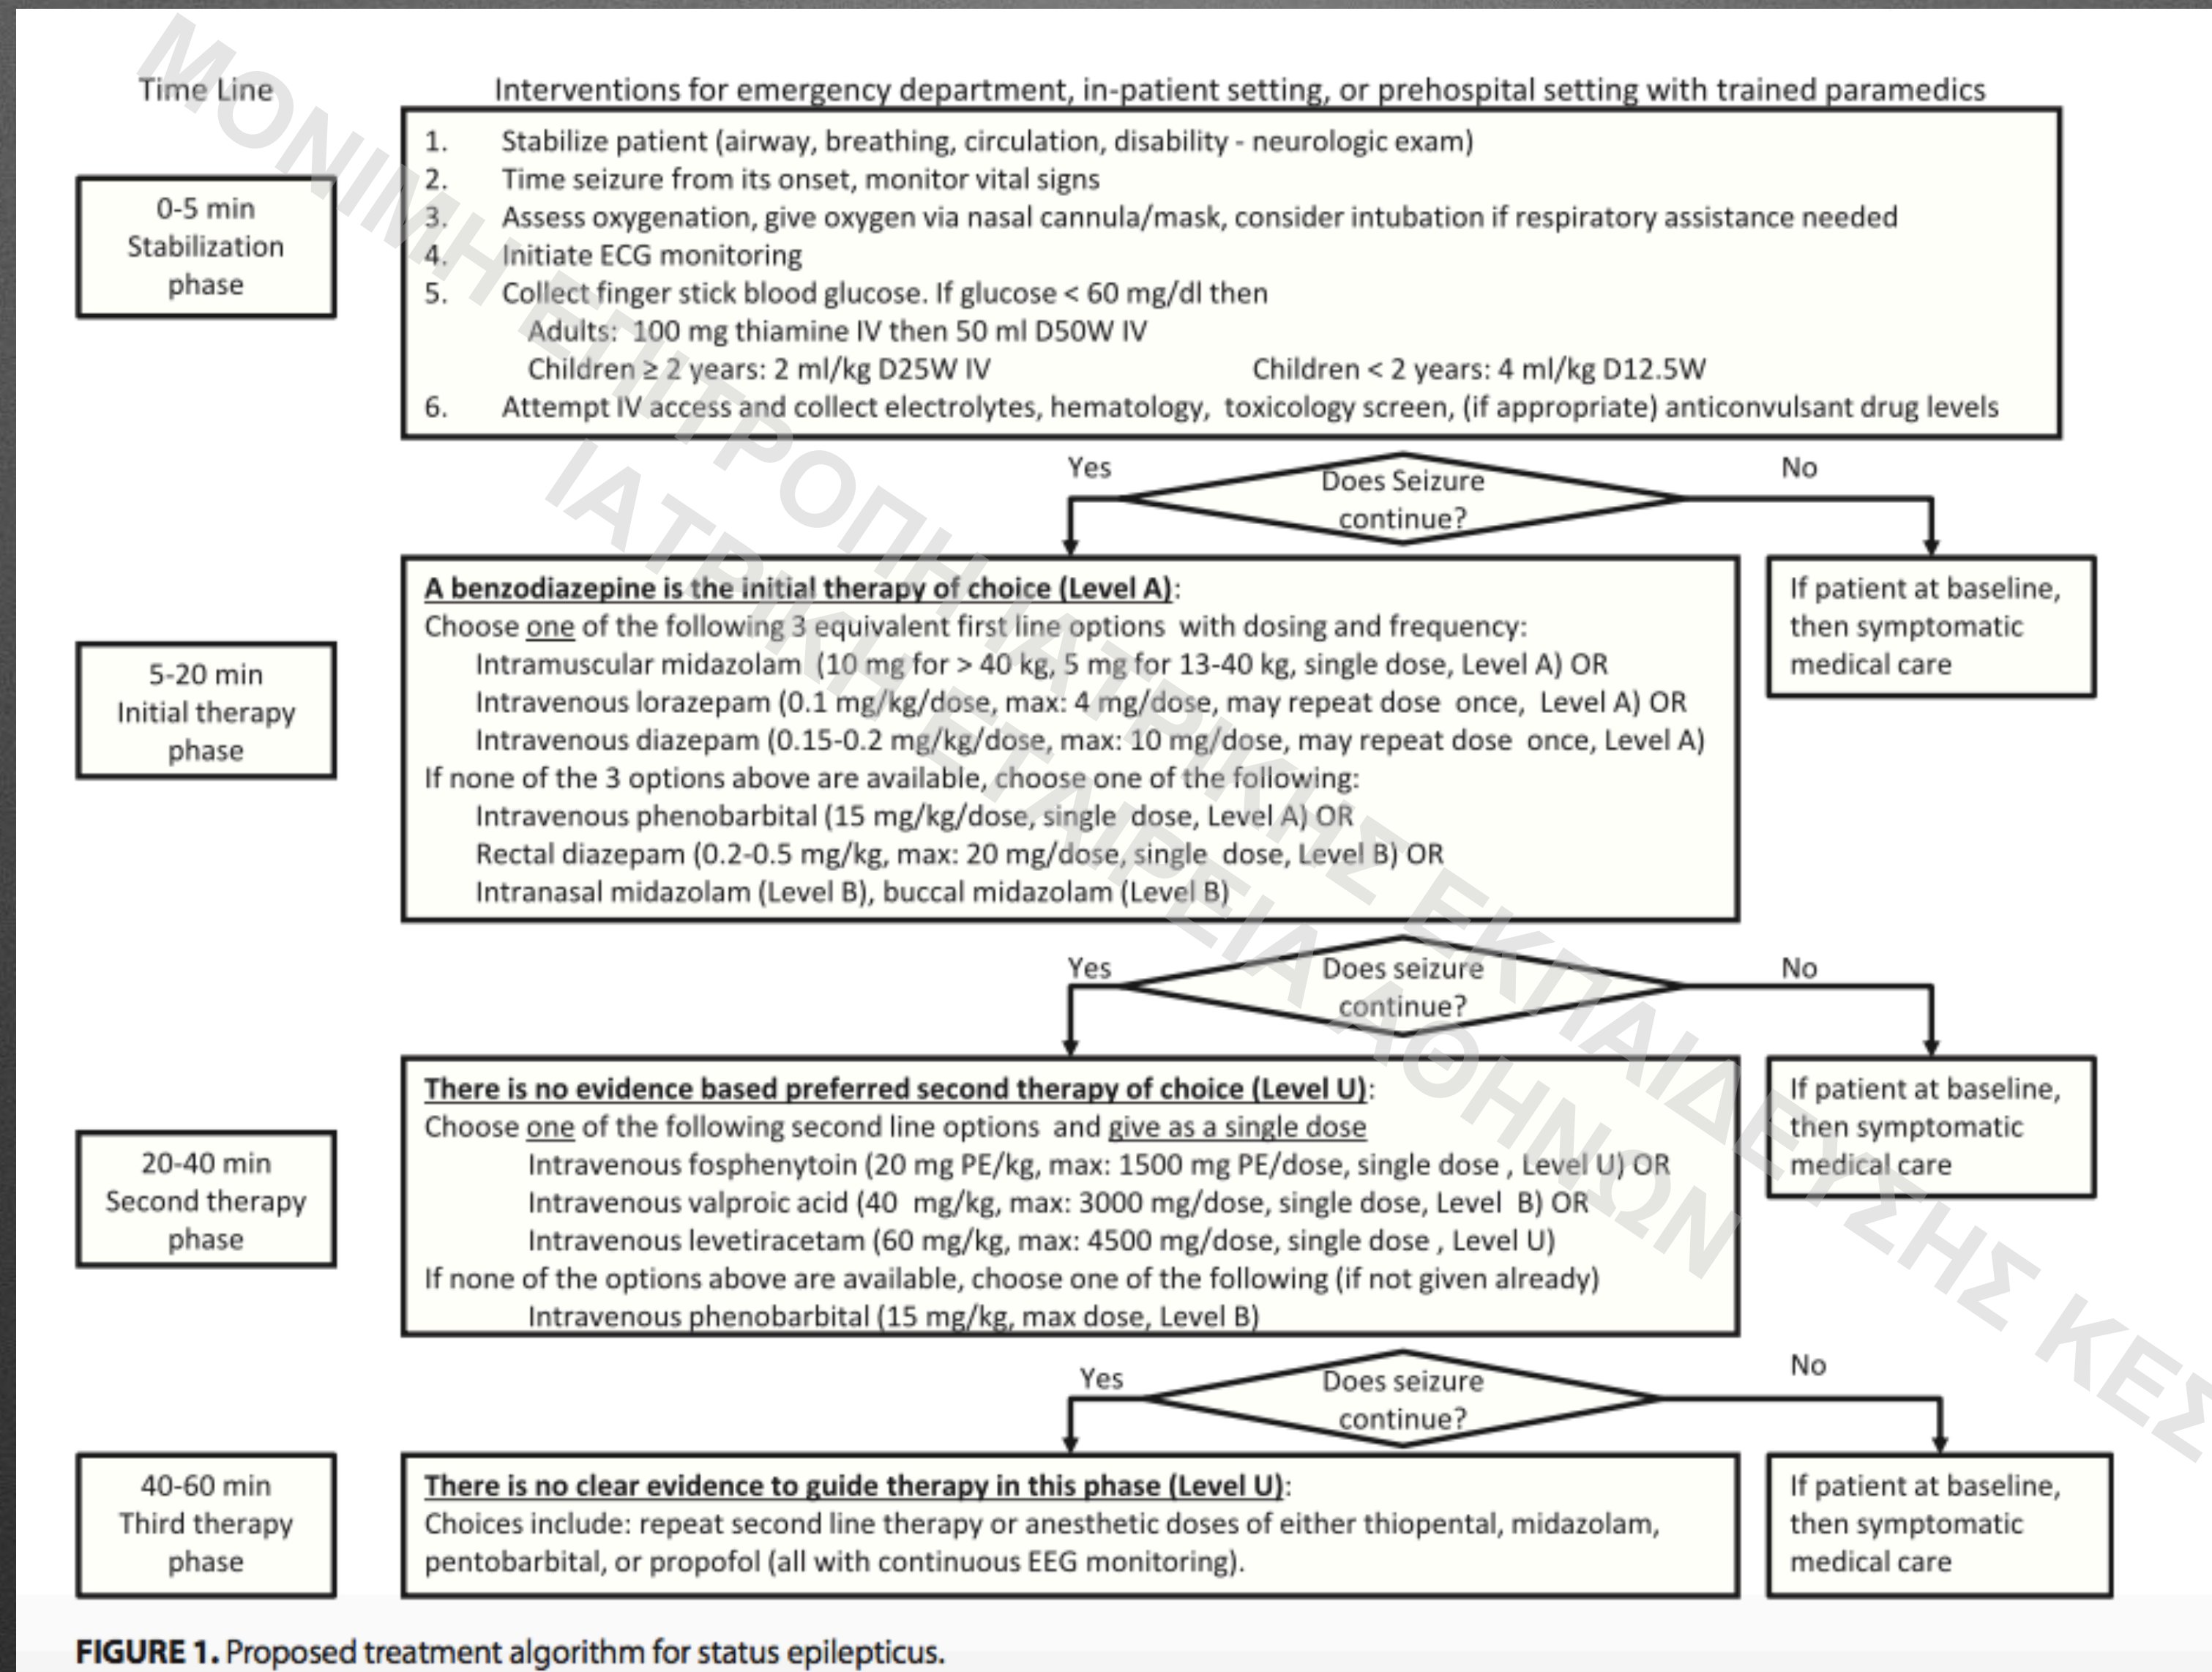 Time Line
Interventions for emergency department, in-patient setting, or prehospital setting with trained paramedics
0-5 min
Stabilization
phase
1. Stabilize patient (airway, breathing, circulation, disability - neurologic exam)
2. Time seizure from its onset, monitor vital signs
3. Assess oxygenation, give oxygen via nasal cannula/mask, consider intubation if respiratory assistance needed
4. Initiate ECG monitoring
5. Collect finger stick blood glucose. If glucose < 60 mg/dl then
Adults: 100 mg thiamine IV then 50 ml D50W IV
Children ≥ 2 years: 2 ml/kg D25W IV Children < 2 years: 4 ml/kg D12.5W
6. Attempt IV access and collect electrolytes, hematology, toxicology screen, (if appropriate) anticonvulsant drug levels
Yes
Does Seizure
continue?
No
5-20 min
Initial therapy
phase
A benzodiazepine is the initial therapy of choice (Level A):
Choose one of the following 3 equivalent first line options with dosing and frequency:
Intramuscular midazolam (10 mg for > 40 kg, 5 mg for 13-40 kg, single dose, Level A) OR
Intravenous lorazepam (0.1 mg/kg/dose, max: 4 mg/dose, may repeat dose once, Level A) OR
Intravenous diazepam (0.15-0.2 mg/kg/dose, max: 10 mg/dose, may repeat dose once, Level A)
If none of the 3 options above are available, choose one of the following:
Intravenous phenobarbital (15 mg/kg/dose, single dose, Level A) OR
Rectal diazepam (0.2-0.5 mg/kg, max: 20 mg/dose, single dose, Level B) OR
Intranasal midazolam (Level B), buccal midazolam (Level B)
If patient at baseline,
then symptomatic
medical care
Yes
Does seizure
continue?
No
20-40 min
Second therapy
phase
There is no evidence based preferred second therapy of choice (Level U):
Choose one of the following second line options and give as a single dose
Intravenous fosphenytoin (20 mg PE/kg, max: 1500 mg PE/dose, single dose , Level U) OR
Intravenous valproic acid (40 mg/kg, max: 3000 mg/dose, single dose, Level B) OR
Intravenous levetiracetam (60 mg/kg, max: 4500 mg/dose, single dose , Level U)
If none of the options above are available, choose one of the following (if not given already)
Intravenous phenobarbital (15 mg/kg, max dose, Level B)
If patient at baseline,
then symptomatic
medical care
Yes
Does seizure
continue?
No
40-60 min
Third therapy
phase
There is no clear evidence to guide therapy in this phase (Level U):
Choices include: repeat second line therapy or anesthetic doses of either thiopental, midazolam,
pentobarbital, or propofol (all with continuous EEG monitoring).
If patient at baseline,
then symptomatic
medical care
FIGURE 1. Proposed treatment algorithm for status epilepticus.
ΜΟΝΙΜΗ ΕΠΙΤΡΟΠΗ ΙΑΤΡΙΚΗΣ ΕΚΠΑΙΔΕΥΣΗΣ ΚΕΣ
ΙΑΤΡΙΚΗ ΕΤΑΙΡΕΙΑ ΑΘΗΝΩΝ